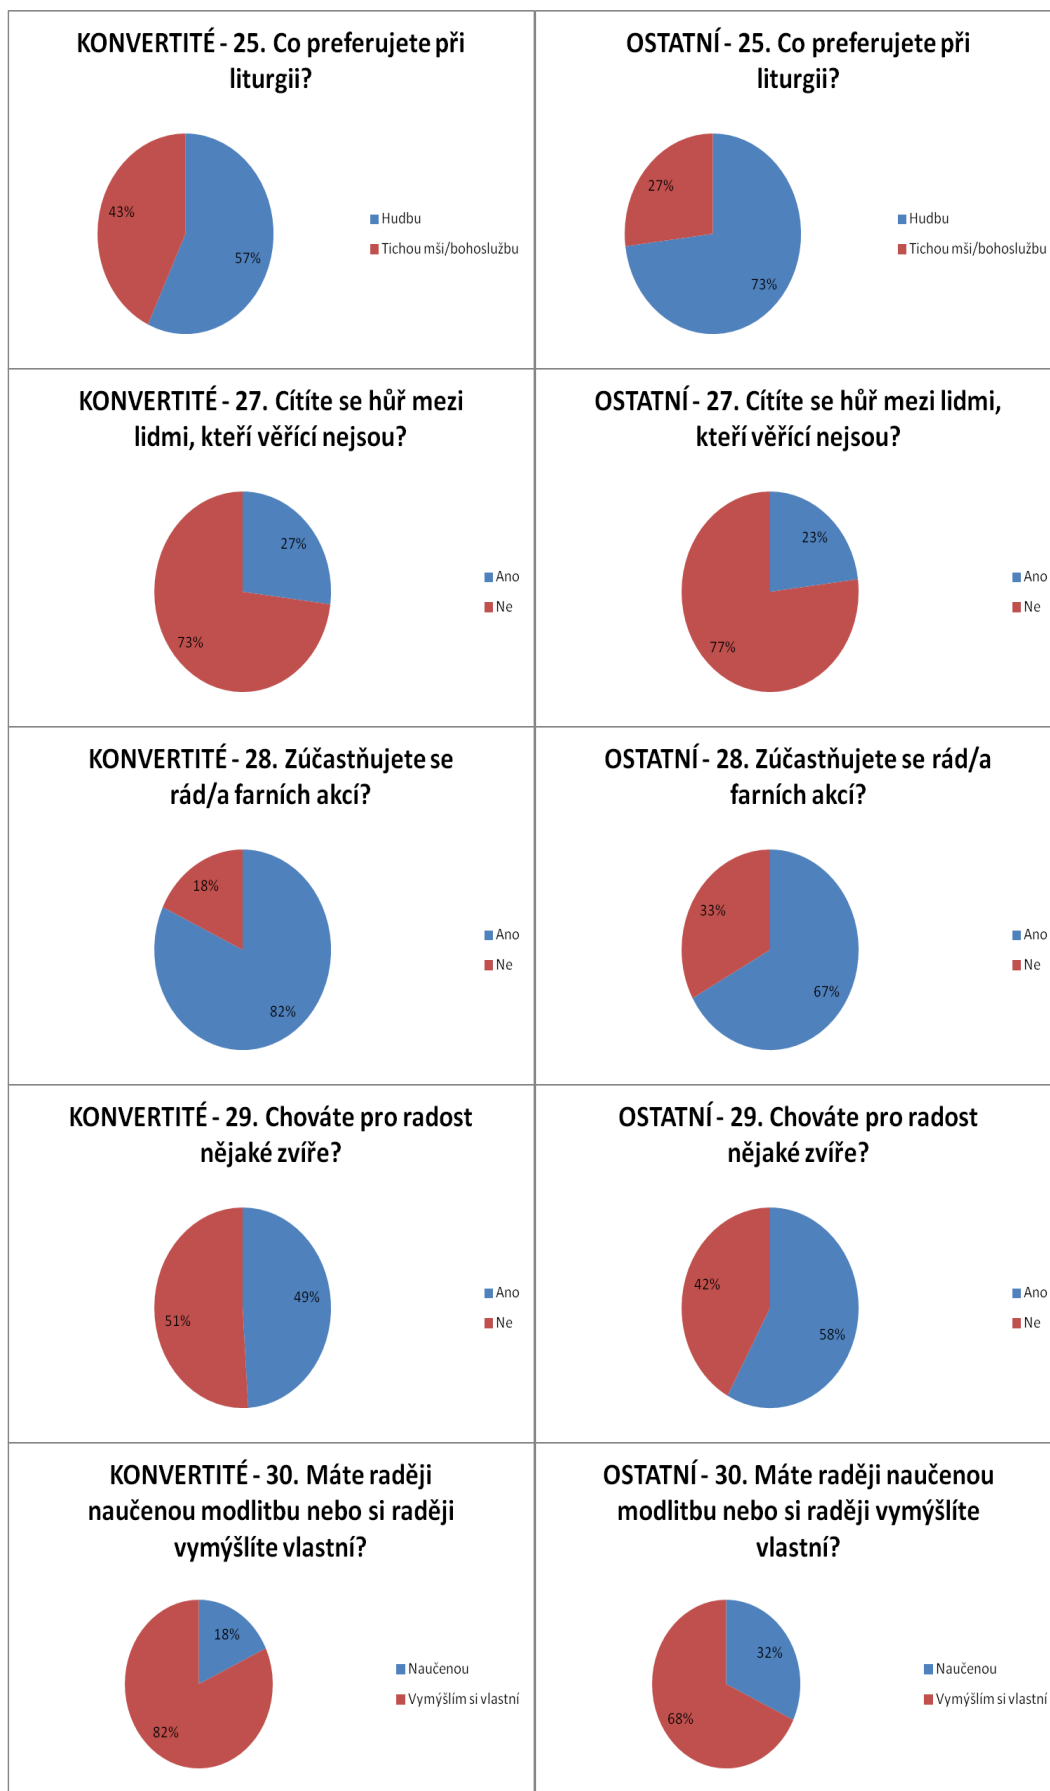 KONVERTITÉ - 25. Co preferujete při
liturgii?
43%
57%
Hudbu
Tichou mši/bohoslužbu
OSTATNÍ - 25. Co preferujete při
liturgii?
27%
73%
Hudbu
Tichou mši/bohoslužbu
KONVERTITÉ - 27. Cítíte se hůř mezi
lidmi, kteří věřící nejsou?
27%
73%
Ano
Ne
OSTATNÍ - 27. Cítíte se hůř mezi lidmi,
kteří věřící nejsou?
23%
77%
Ano
Ne
KONVERTITÉ - 28. Zúčastňujete se
rád/a farních akcí?
18%
82%
Ano
Ne
OSTATNÍ - 28. Zúčastňujete se rád/a
farních akcí?
33%
67%
Ano
Ne
KONVERTITÉ - 29. Chováte pro radost
nějaké zvíře?
49%
51%
Ano
Ne
OSTATNÍ - 29. Chováte pro radost
nějaké zvíře?
42%
58%
Ano
Ne
KONVERTITÉ - 30. Máte raději
naučenou modlitbu nebo si raději
vymýšlíte vlastní?
18%
82%
Naučenou
Vymýšlím si vlastní
OSTATNÍ - 30. Máte raději naučenou
modlitbu nebo si raději vymýšlíte
vlastní?
32%
68%
Naučenou
Vymýšlím si vlastní